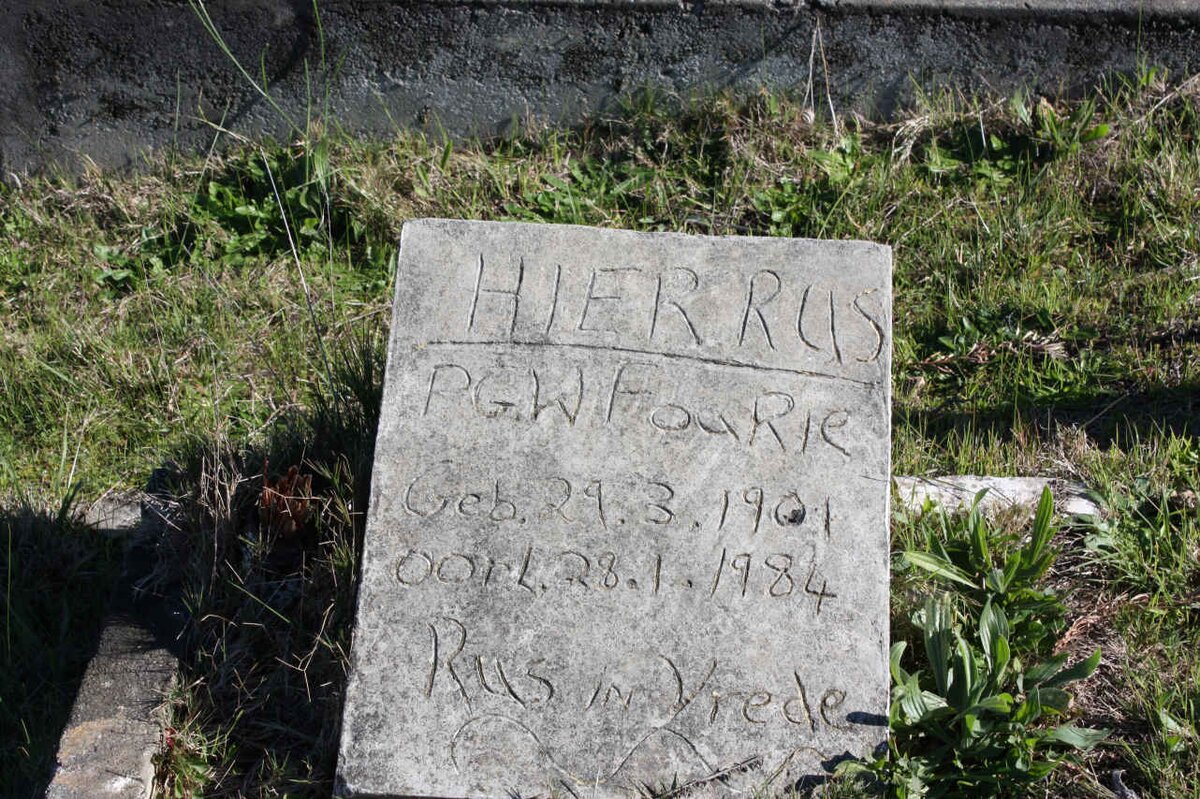 HIER RUS
P.G.W FOURIE
Geb. 29.3.1901
OORL. 28.1.1984
Rus in Vrede